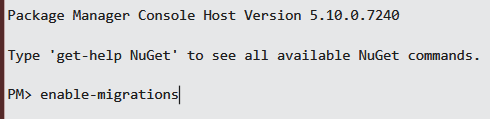 Package Manager Console Host Version 5.10.0.7240
Type 'get-help NuGet' to see all available NuGet commands.
PM> enable-migrations